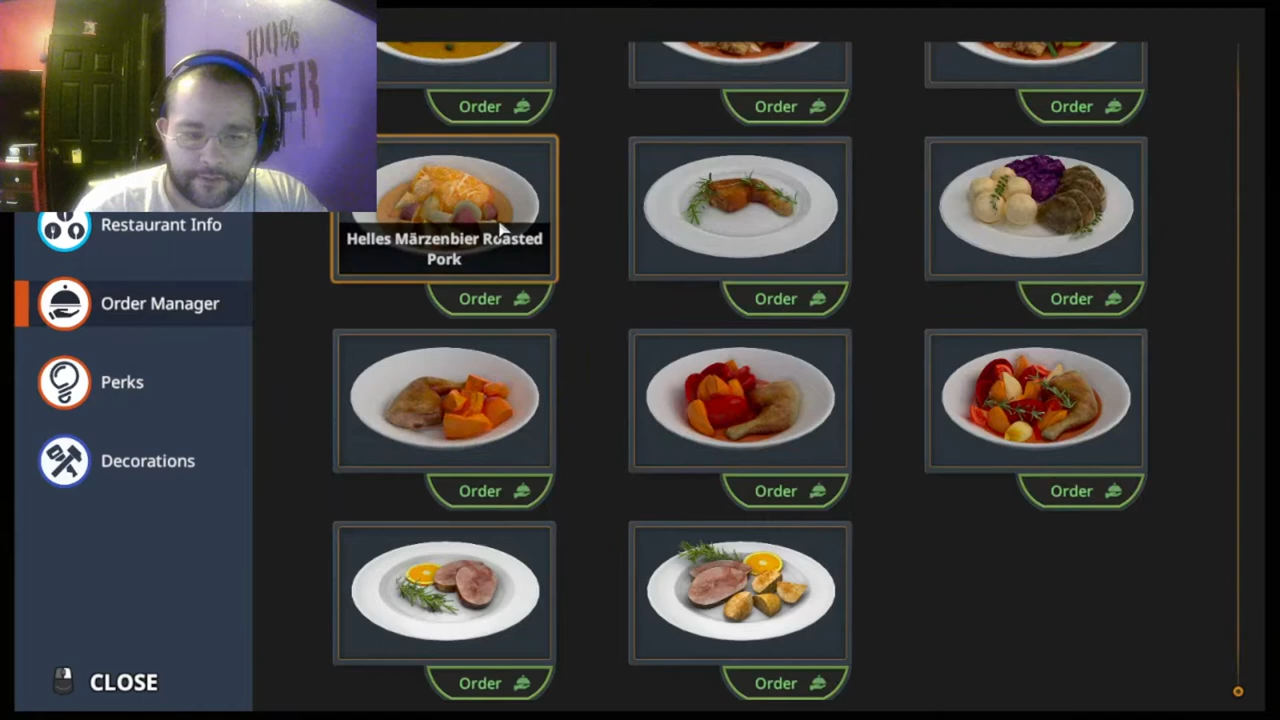 100%
Order
Order
Order
Restaurant Info
Helles Märzenbier Roasted
Pork
Order
Order
Order
Order Manager
Perks
Decorations
Order
Order
Order
CLOSE
Order
Order